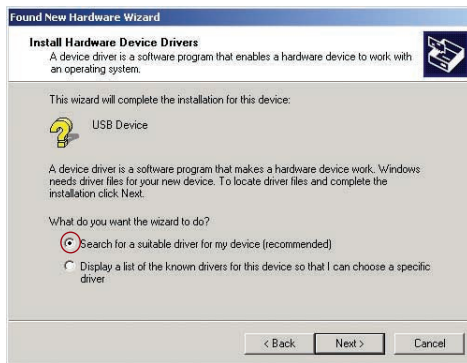 Found New Hardware Wizard
Install Hardware Device Drivers
A device driver is a software program that enables a hardware device to work with
an operating system.
This wizard will complete the installation for this device:
USB Device
A device driver is a software program that makes a hardware device work. Windows
needs driver files for your new device. To locate driver files and complete the
installation click Next.
What do you want the wizard to do?
Search for a suitable driver for my device (recommended)
Display a list of the known drivers for this device so that I can choose a specific
driver
< Back Next > Cancel